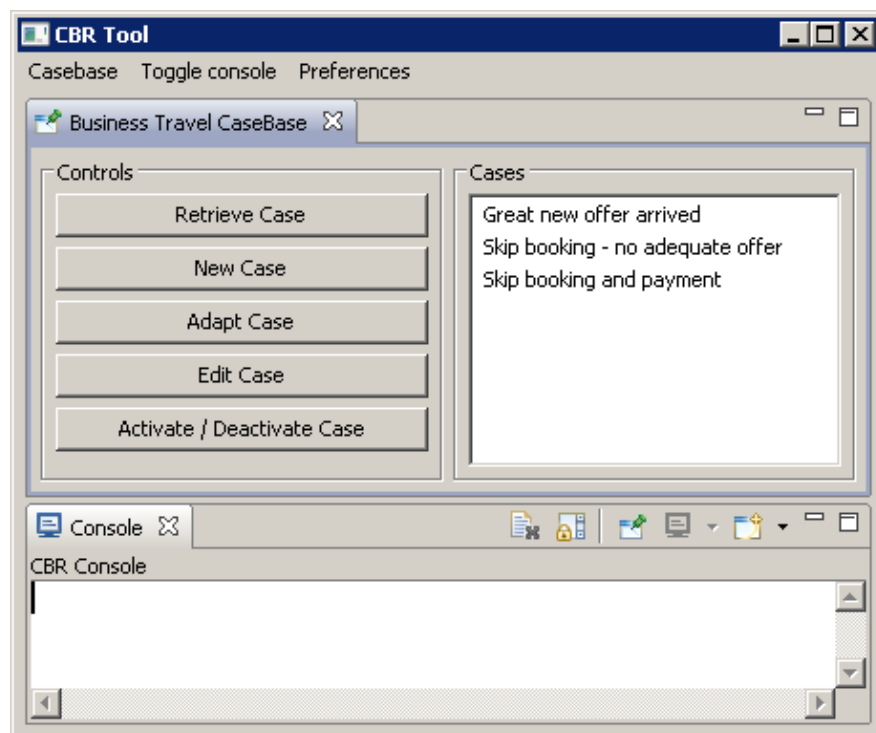 CBR Tool
Casebase Toggle console Preferences
Business Travel CaseBase
Controls
Retrieve Case
New Case
Adapt Case
Edit Case
Activate / Deactivate Case
Cases
Great new offer arrived
Skip booking - no adequate offer
Skip booking and payment
Console
CBR Console